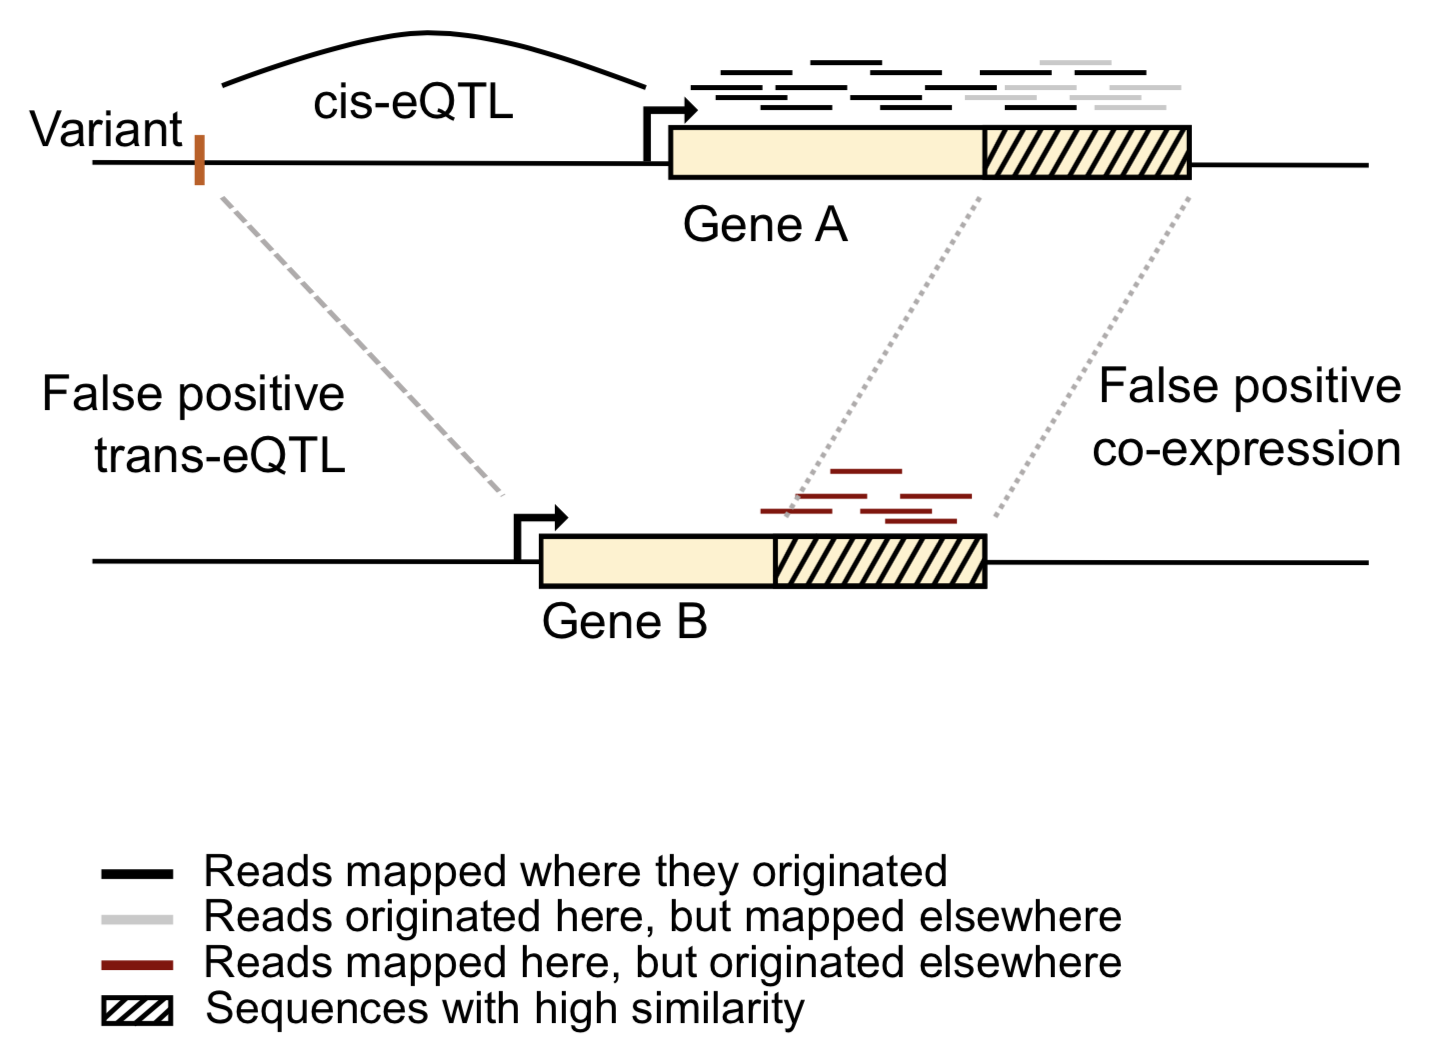 cis-eQTL
Variant
Gene A
False positive
trans-eQTL
False positive
co-expression
Gene B
Reads mapped where they originated
Reads originated here, but mapped elsewhere
Reads mapped here, but originated elsewhere
Sequences with high similarity